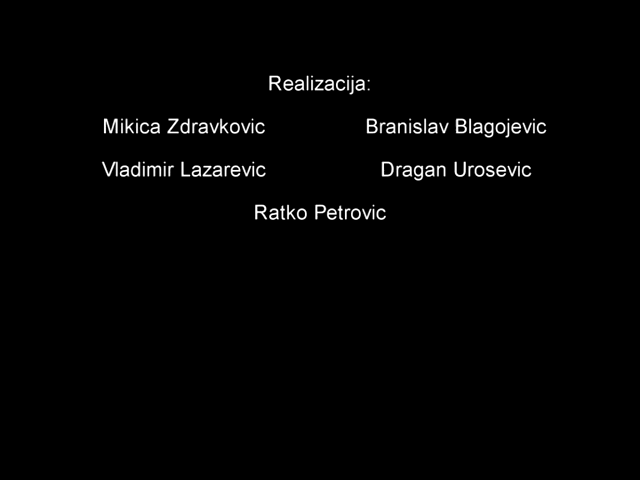 Realizacija:
Mikica Zdravkovic Branislav Blagojevic
Vladimir Lazarevic Dragan Urosevic
Ratko Petrovic